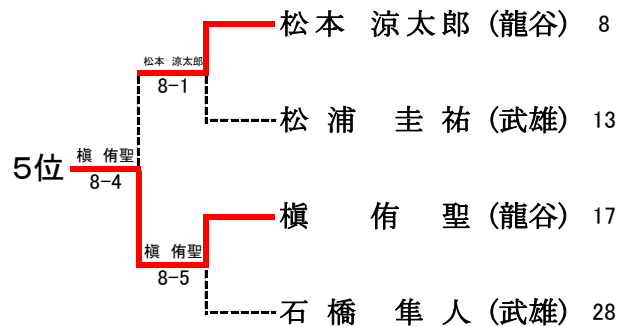 松本 涼太郎 (龍谷) 8
松本 涼太郎
8-1
松浦 圭祐 (武雄) 13
5位
槇 侑聖
8-4
槇 侑聖 (龍谷) 17
槇 侑聖
8-5
石橋 隼人 (武雄) 28